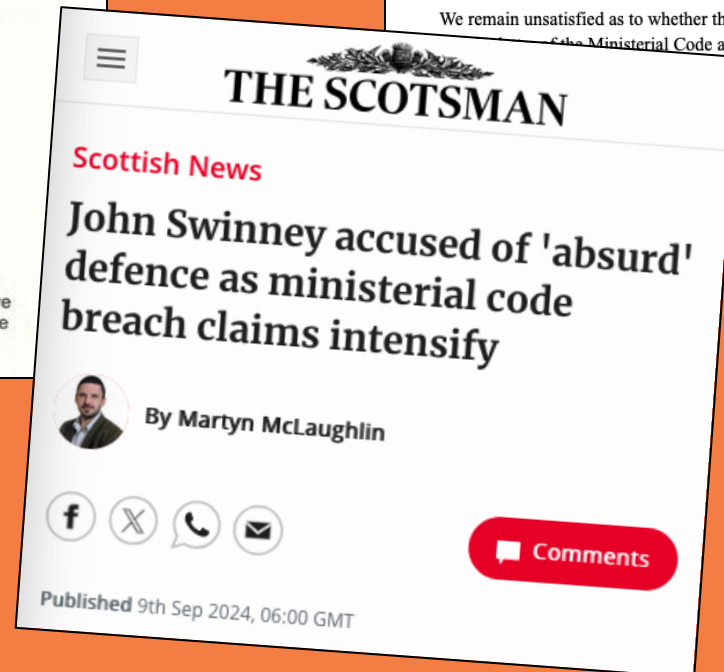 We remain unsatisfied as to whether th
of the Ministerial Code a
THE SCOTSMAN
Scottish News
John Swinney accused of 'absurd'
defence as ministerial code
breach claims intensify
By Martyn McLaughlin
Comments
Published 9th Sep 2024, 06:00 GMT
e
e